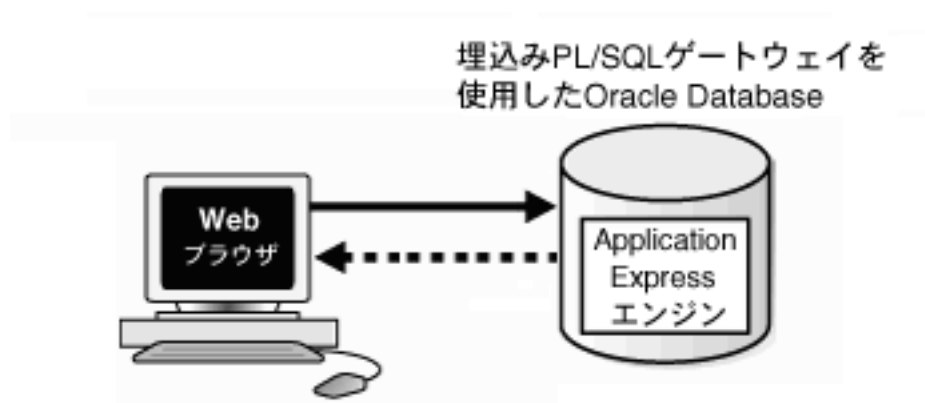 埋込みPL/SQLゲートウェイを
使用したOracle Database
Web
ブラウザ
Application
Express
エンジン